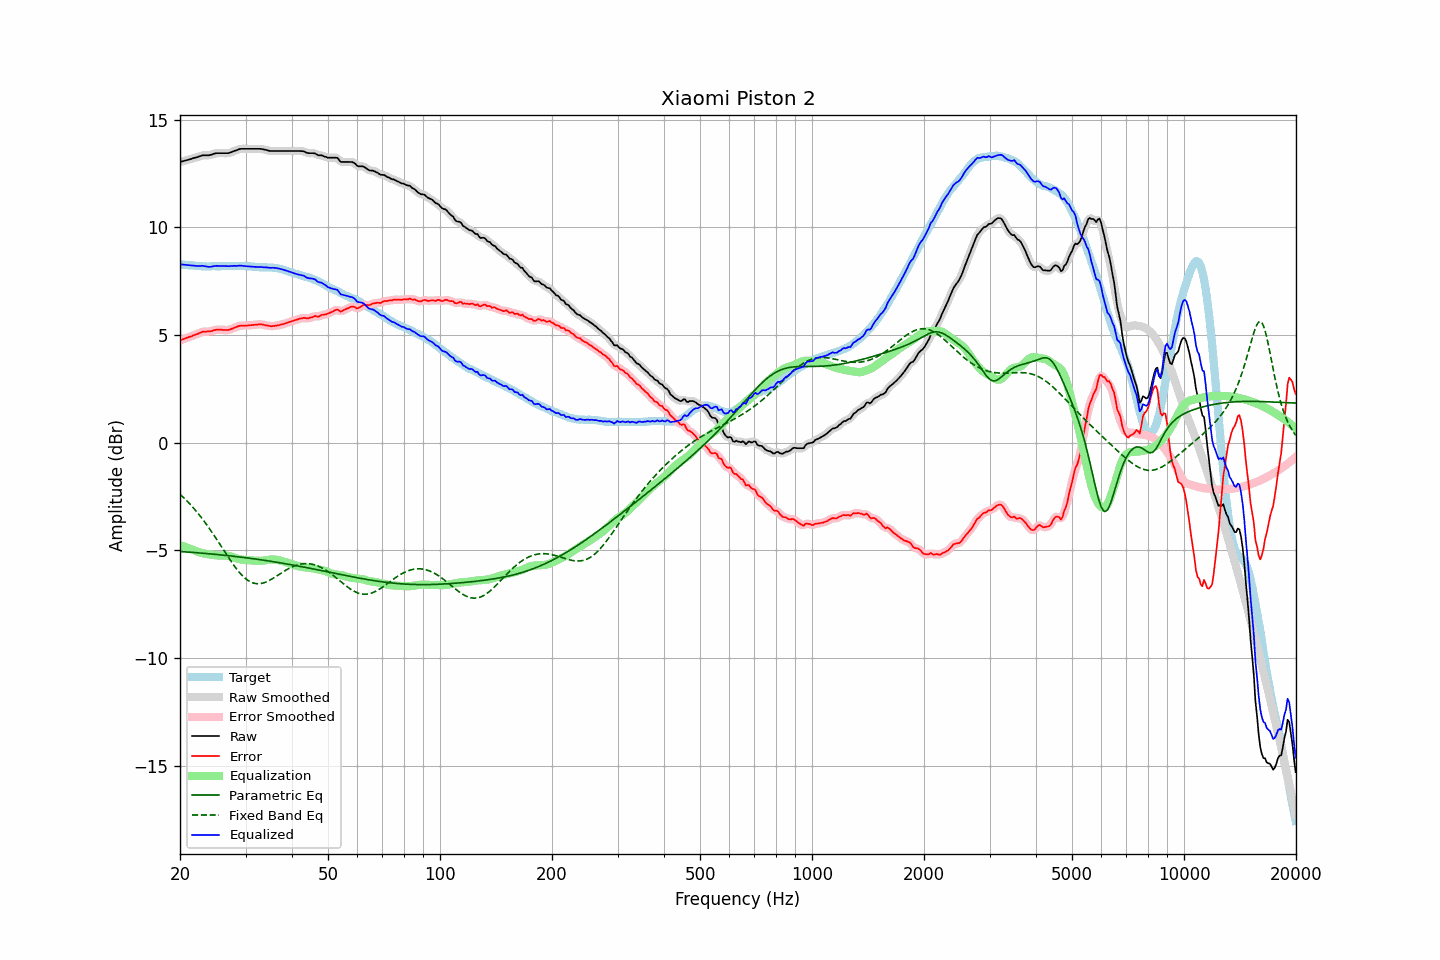 Xiaomi Piston 2
Amplitude (dBr)
15
10
5
0
−5
−10
−15
Target
Raw Smoothed
Error Smoothed
Raw
Error
Equalization
Parametric Eq
Fixed Band Eq
Equalized
20 50 100 200 500 1000 2000 5000 10000 20000
Frequency (Hz)